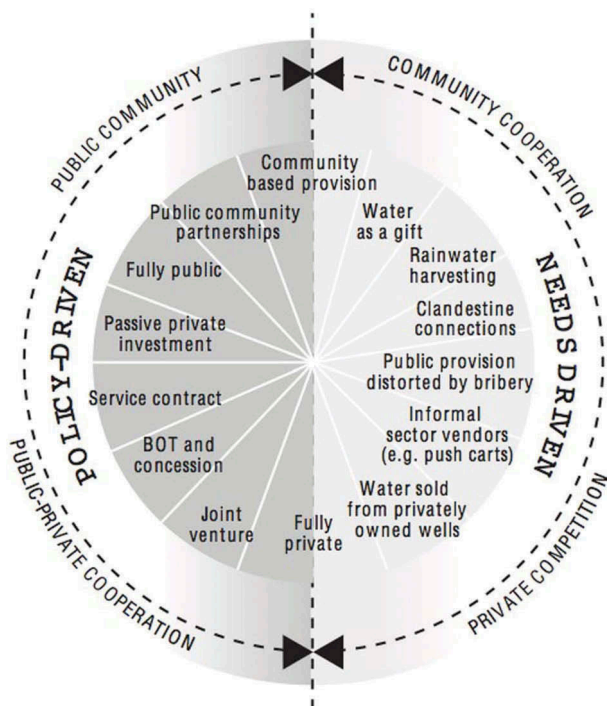 PUBLIC COMMUNITY
COMMUNITY COOPERATION
POLICY-DRIVEN
NEEDS DRIVEN
PUBLIC-PRIVATE COOPERATION
PRIVATE COMPETITION
Community
based provision
Public community
partnerships
Fully public
Passive private
investment
Service contract
BOT and
concession
Joint
venture
Fully
private
Water
as a gift
Rainwater
harvesting
Clandestine
connections
Public provision
distorted by bribery
Informal
sector vendors
(e.g. push carts)
Water sold
from privately
owned wells